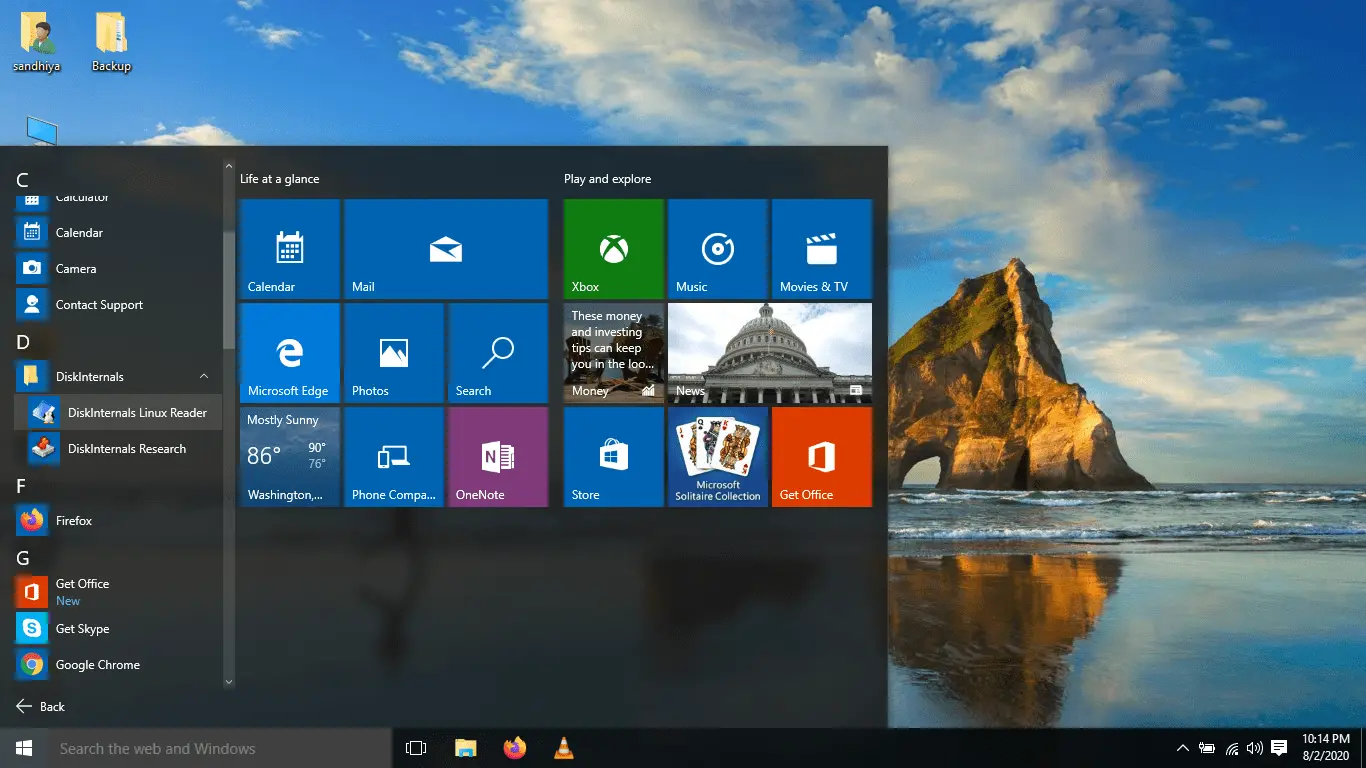 sandhiya
Backup
C
Calculator
Calendar
Camera
Contact Support
D
DiskInternals
DiskInternals Linux Reader
DiskInternals Research
F
Firefox
G
Get Office
New
Get Skype
Google Chrome
Back
Life at a glance
Calendar
Mail
Microsoft Edge
Photos
Search
Mostly Sunny
86°
90°
76°
Washington,...
Phone Compa...
N
OneNote
Play and explore
Xbox
Music
Movies & TV
These money
and investing
tips can keep
you in the loo...
Money
News
Store
Microsoft
Solitaire Collection
Get Office
Search the web and Windows
10:14 PM
8/2/2020